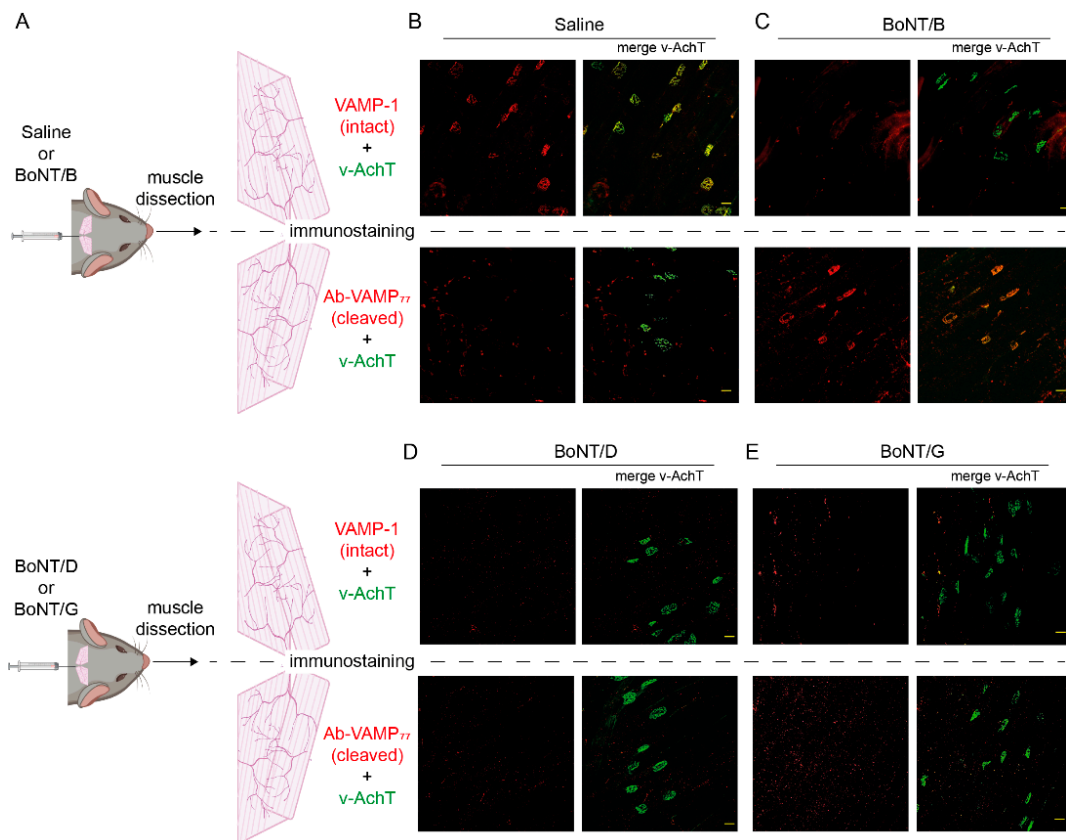 A
Saline
or
BoNT/B
muscle
dissection
VAMP-1
(intact)
+
v-AchT
immunostaining
Ab-VAMP₇₇
(cleaved)
+
v-AchT
B
Saline
merge v-AchT
C
BoNT/B
merge v-AchT
BoNT/D
or
BoNT/G
muscle
dissection
VAMP-1
(intact)
+
v-AchT
immunostaining
Ab-VAMP₇₇
(cleaved)
+
v-AchT
D
BoNT/D
merge v-AchT
E
BoNT/G
merge v-AchT